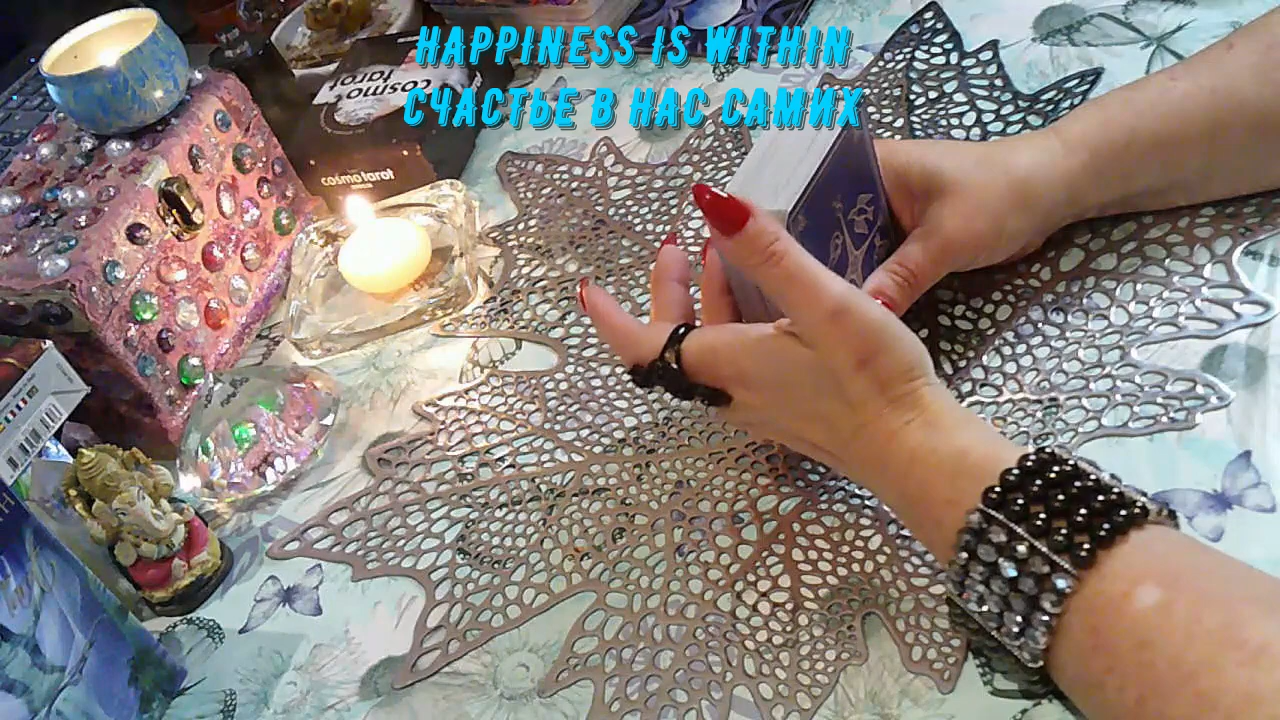 HAPPINESS IS WITHIN
СЧАСТЬЕ В НАС САМИХ
cosmo
tarot
cosmo tarot